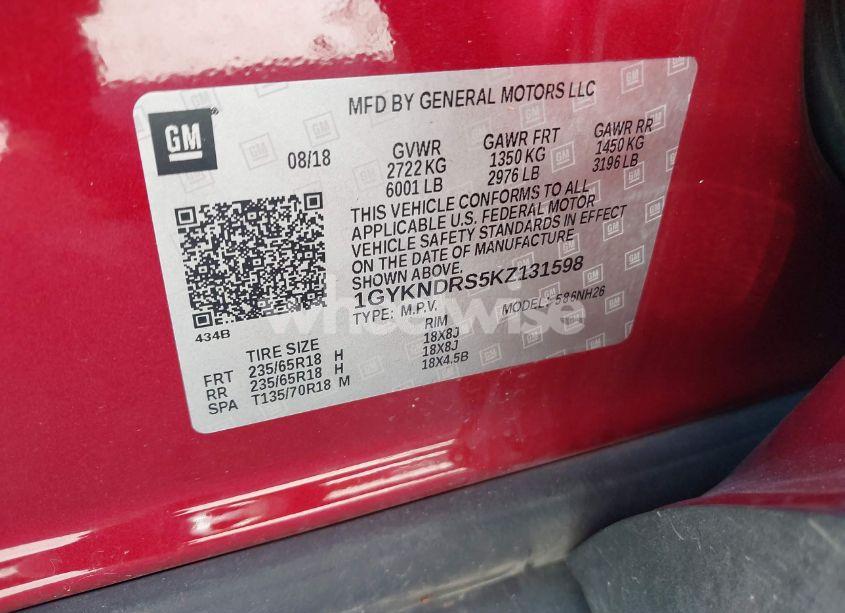 GM
MFD BY GENERAL MOTORS LLC
08/18
GVWR GAWR FRT GAWR RR
2722 KG 1350 KG 1450 KG
6001 LB 2976 LB 3196 LB
THIS VEHICLE CONFORMS TO ALL
APPLICABLE U.S. FEDERAL MOTOR
VEHICLE SAFETY STANDARDS IN EFFECT
ON THE DATE OF MANUFACTURE
SHOWN ABOVE.
1GYKNDRS5KZ131598
TYPE: M.P.V. MODEL: 586NH26
wheelwise
434B
TIRE SIZE RIM
FRT 235/65R18 H 18X8J
RR 235/65R18 H 18X8J
SPA T135/70R18 M 18X4.5B